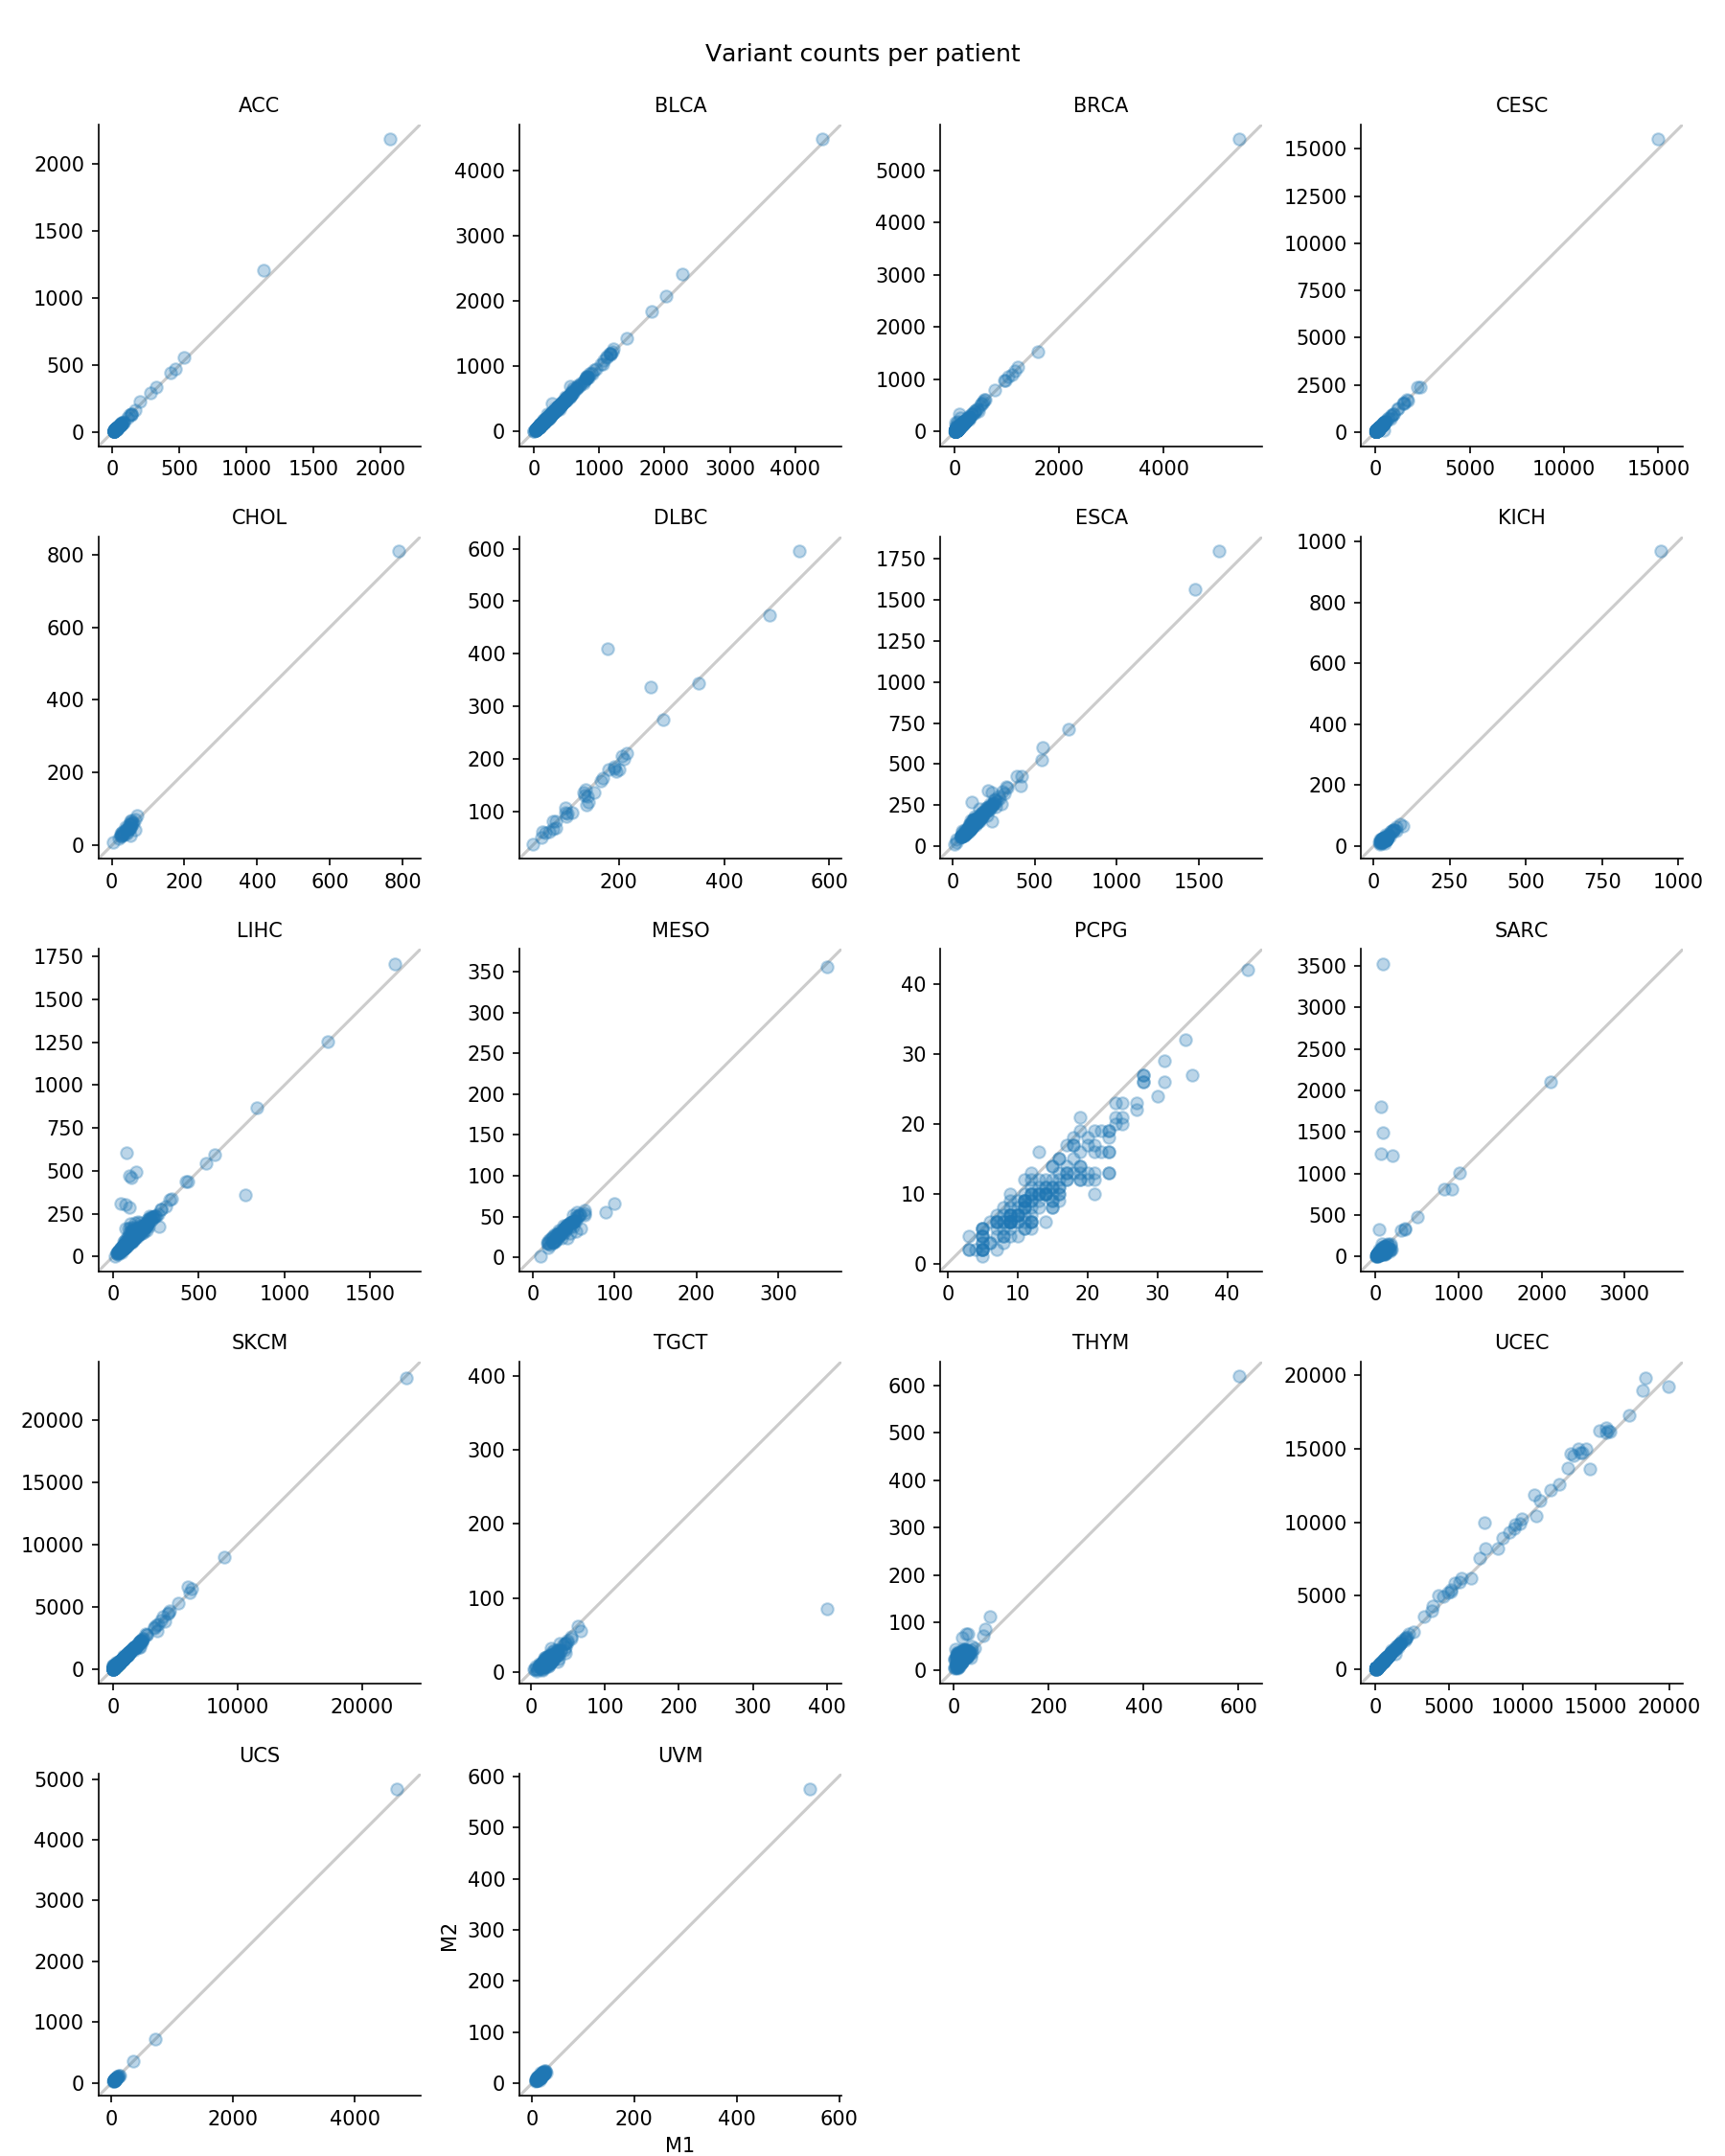 Variant counts per patient
ACC BLCA BRCA CESC
2000 1500 1000 500 0
4000 3000 2000 1000 0
5000 4000 3000 2000 1000 0
15000 12500 10000 7500 5000 2500 0
0 500 1000 1500 2000 0 1000 2000 3000 4000 0 2000 4000 0 5000 10000 15000
CHOL DLBC ESCA KICH
800 600 400 200 0
600 500 400 300 200 100
1750 1500 1250 1000 750 500 250 0
1000 800 600 400 200 0
0 200 400 600 800 200 400 600 0 500 1000 1500 0 250 500 750 1000
LIHC MESO PCPG SARC
1750 1500 1250 1000 750 500 250 0
350 300 250 200 150 100 50 0
40 30 20 10 0
3500 3000 2500 2000 1500 1000 500 0
0 500 1000 1500 0 100 200 300 0 10 20 30 40 0 1000 2000 3000
SKCM TGCT THYM UCEC
20000 15000 10000 5000 0
400 300 200 100 0
600 500 400 300 200 100 0
20000 15000 10000 5000 0
0 10000 20000 0 100 200 300 400 0 200 400 600 0 5000 10000 15000 20000
UCS UVM
5000 4000 3000 2000 1000 0
M2
600 500 400 300 200 100 0
0 2000 4000 0 200 400 600
M1